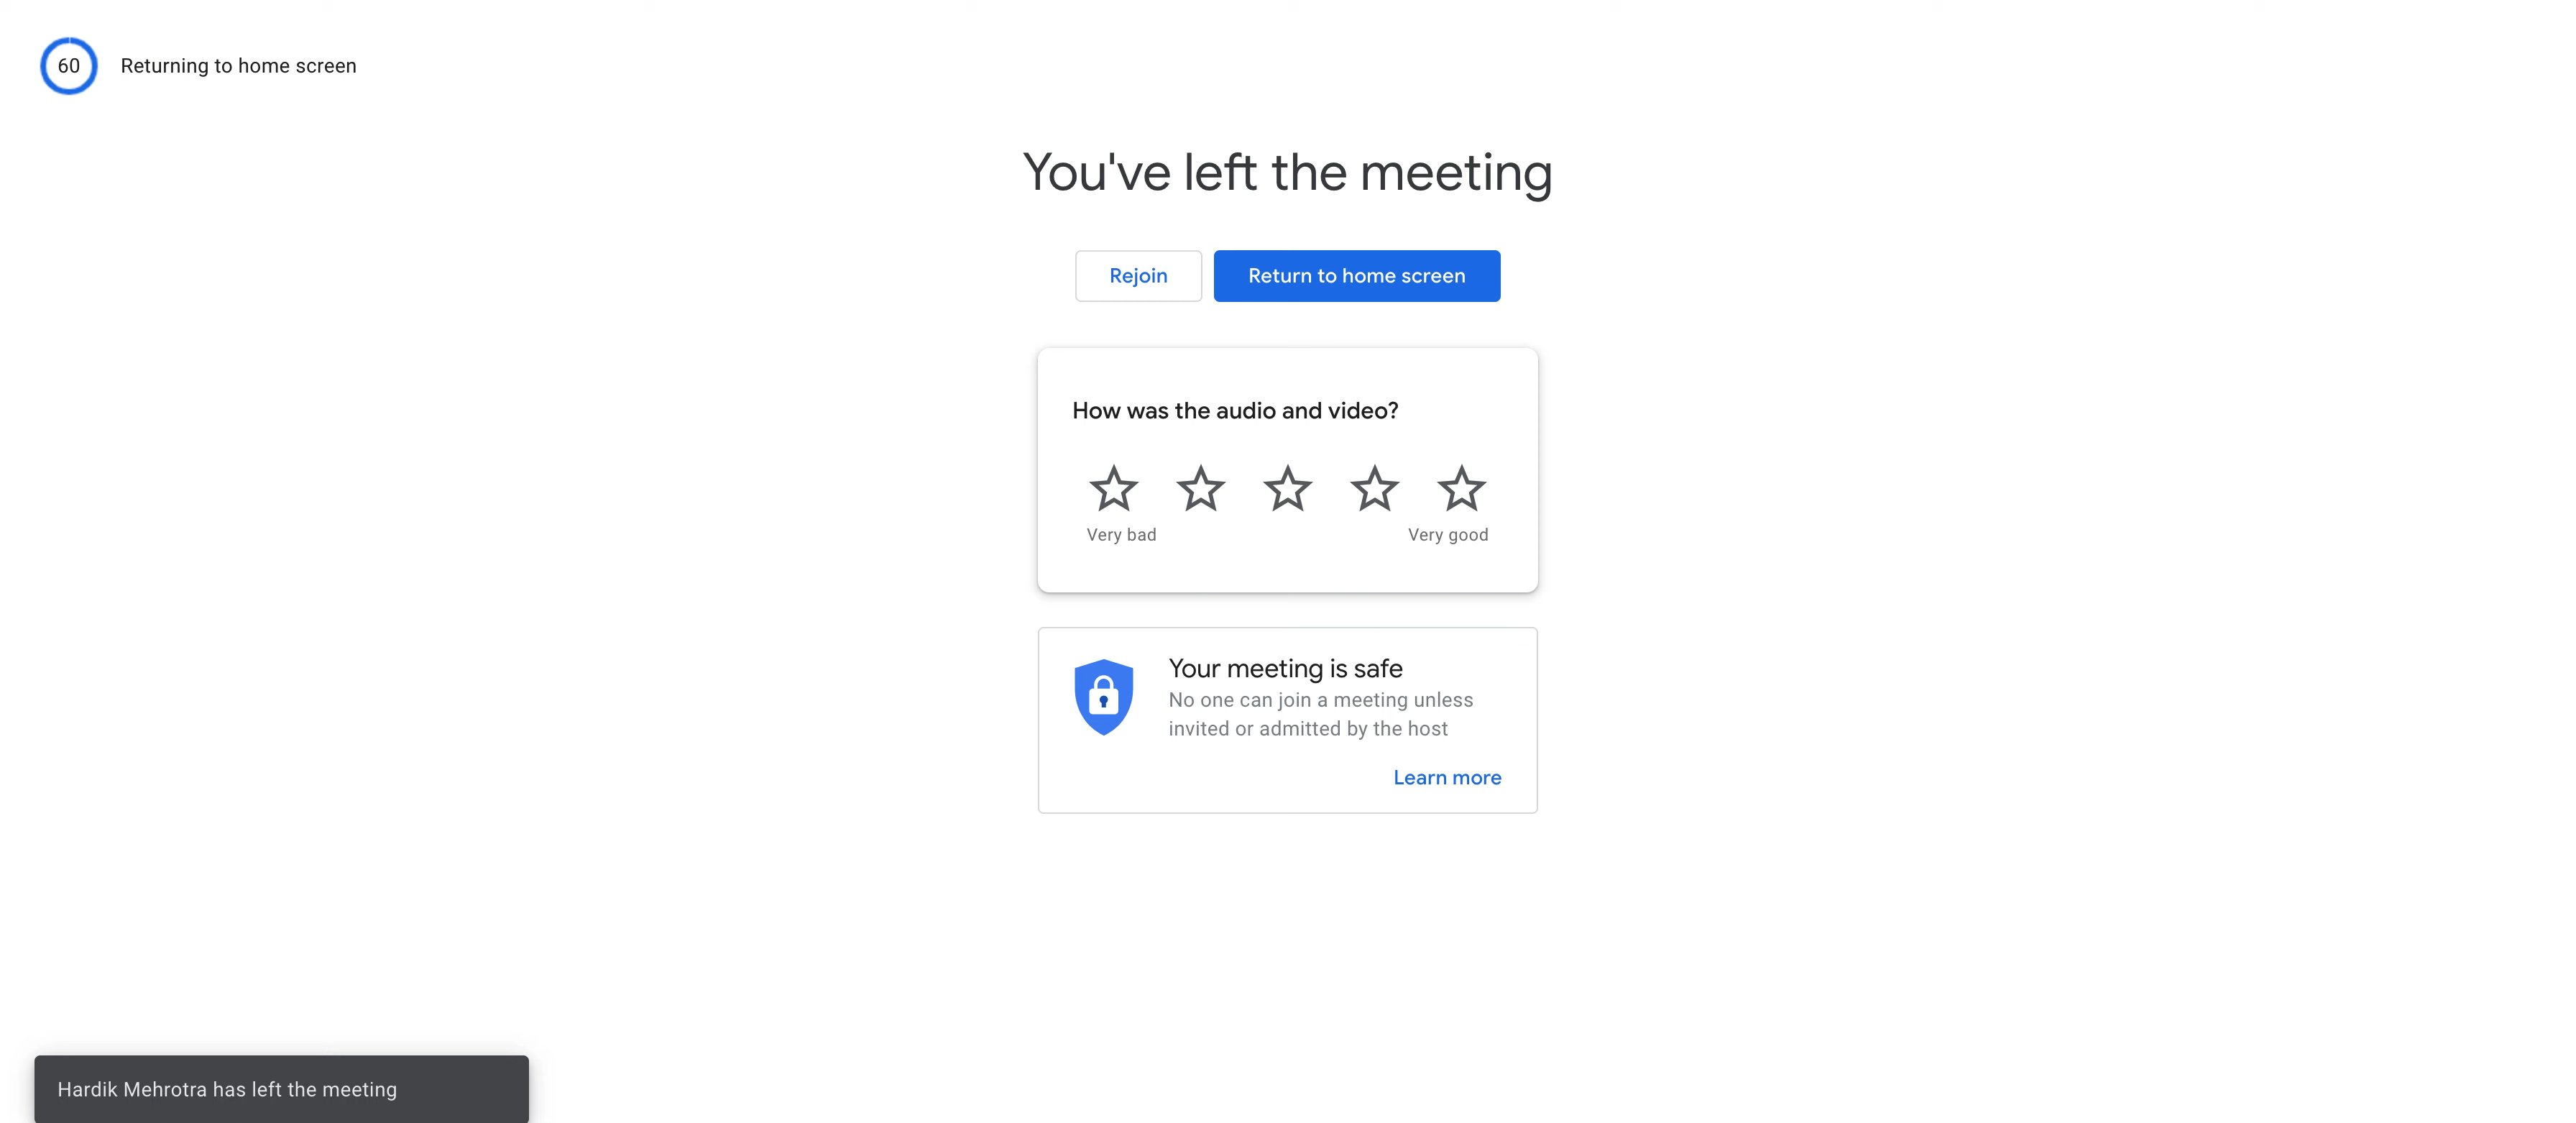 60 Returning to home screen
You've left the meeting
Rejoin Return to home screen
How was the audio and video?
Very bad Very good
Your meeting is safe
No one can join a meeting unless
invited or admitted by the host
Learn more
Hardik Mehrotra has left the meeting